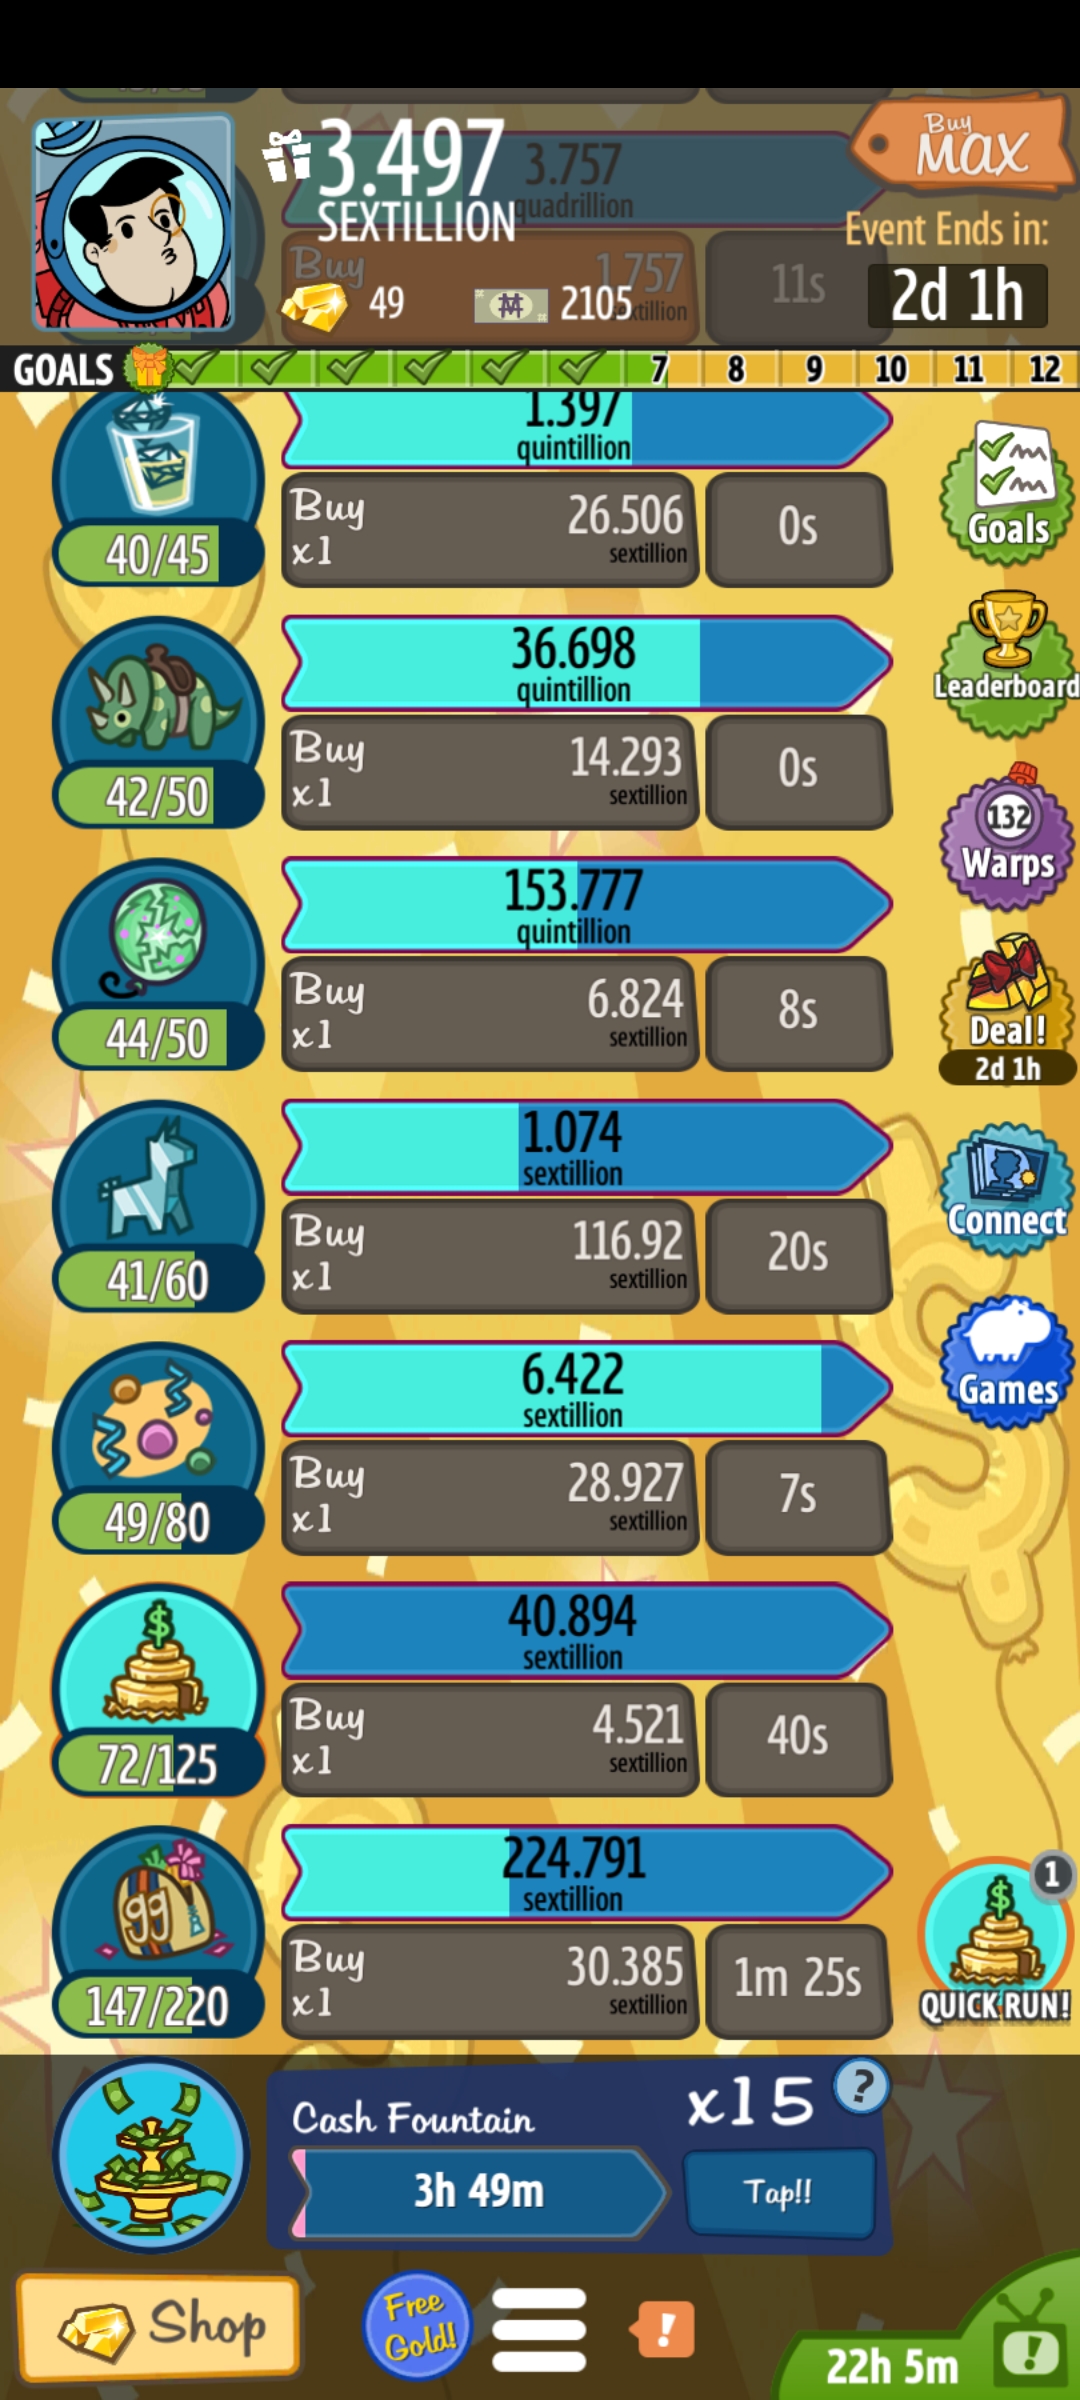 3.497
SEXTILLION
3.757
quadrillion
Buy
MAX
Event Ends in:
2d 1h
Buy
1.757
11s
49
2105
GOALS
7 8 9 10 11 12
1.397
quintillion
Buy
x1
26.506
sextillion
0s
40/45
Goals
36.698
quintillion
Buy
x1
14.293
sextillion
0s
42/50
Leaderboard
153.777
quintillion
Buy
x1
6.824
sextillion
8s
44/50
132
Warps
Deal!
2d 1h
1.074
sextillion
Buy
x1
116.92
sextillion
20s
41/60
Connect
6.422
sextillion
Buy
x1
28.927
sextillion
7s
49/80
Games
$
40.894
sextillion
Buy
x1
4.521
sextillion
40s
72/125
99
224.791
sextillion
Buy
x1
30.385
sextillion
1m 25s
147/220
1
$
QUICK RUN!
Cash Fountain
x15
?
3h 49m
Tap!!
Shop
Free
Gold!
!
22h 5m
!